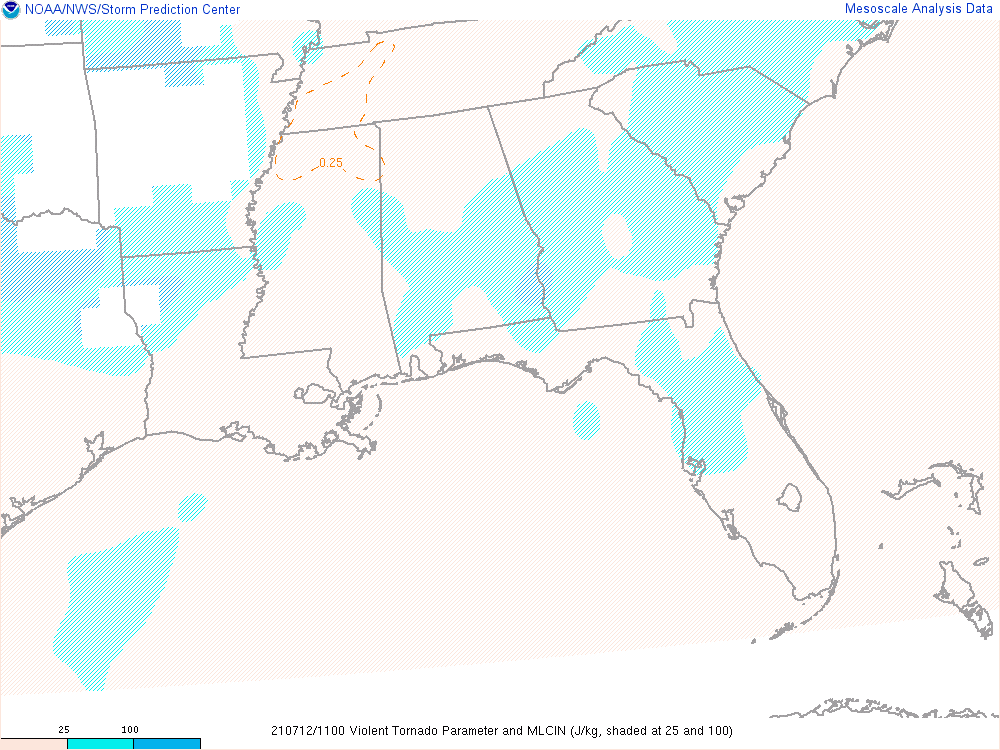 NOAA/NWS/Storm Prediction Center
Mesoscale Analysis Data
0.25
25 100
210712/1100 Violent Tornado Parameter and MLCIN (J/kg, shaded at 25 and 100)